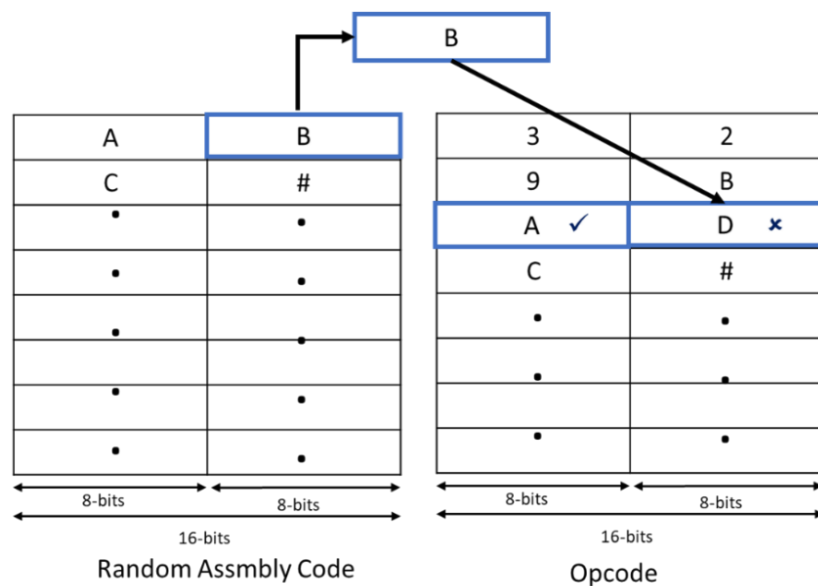 B
A B
C #
3 2
9 B
A ✓ D ×
C #
8-bits 8-bits
16-bits
Random Assmbly Code
8-bits 8-bits
16-bits
Opcode